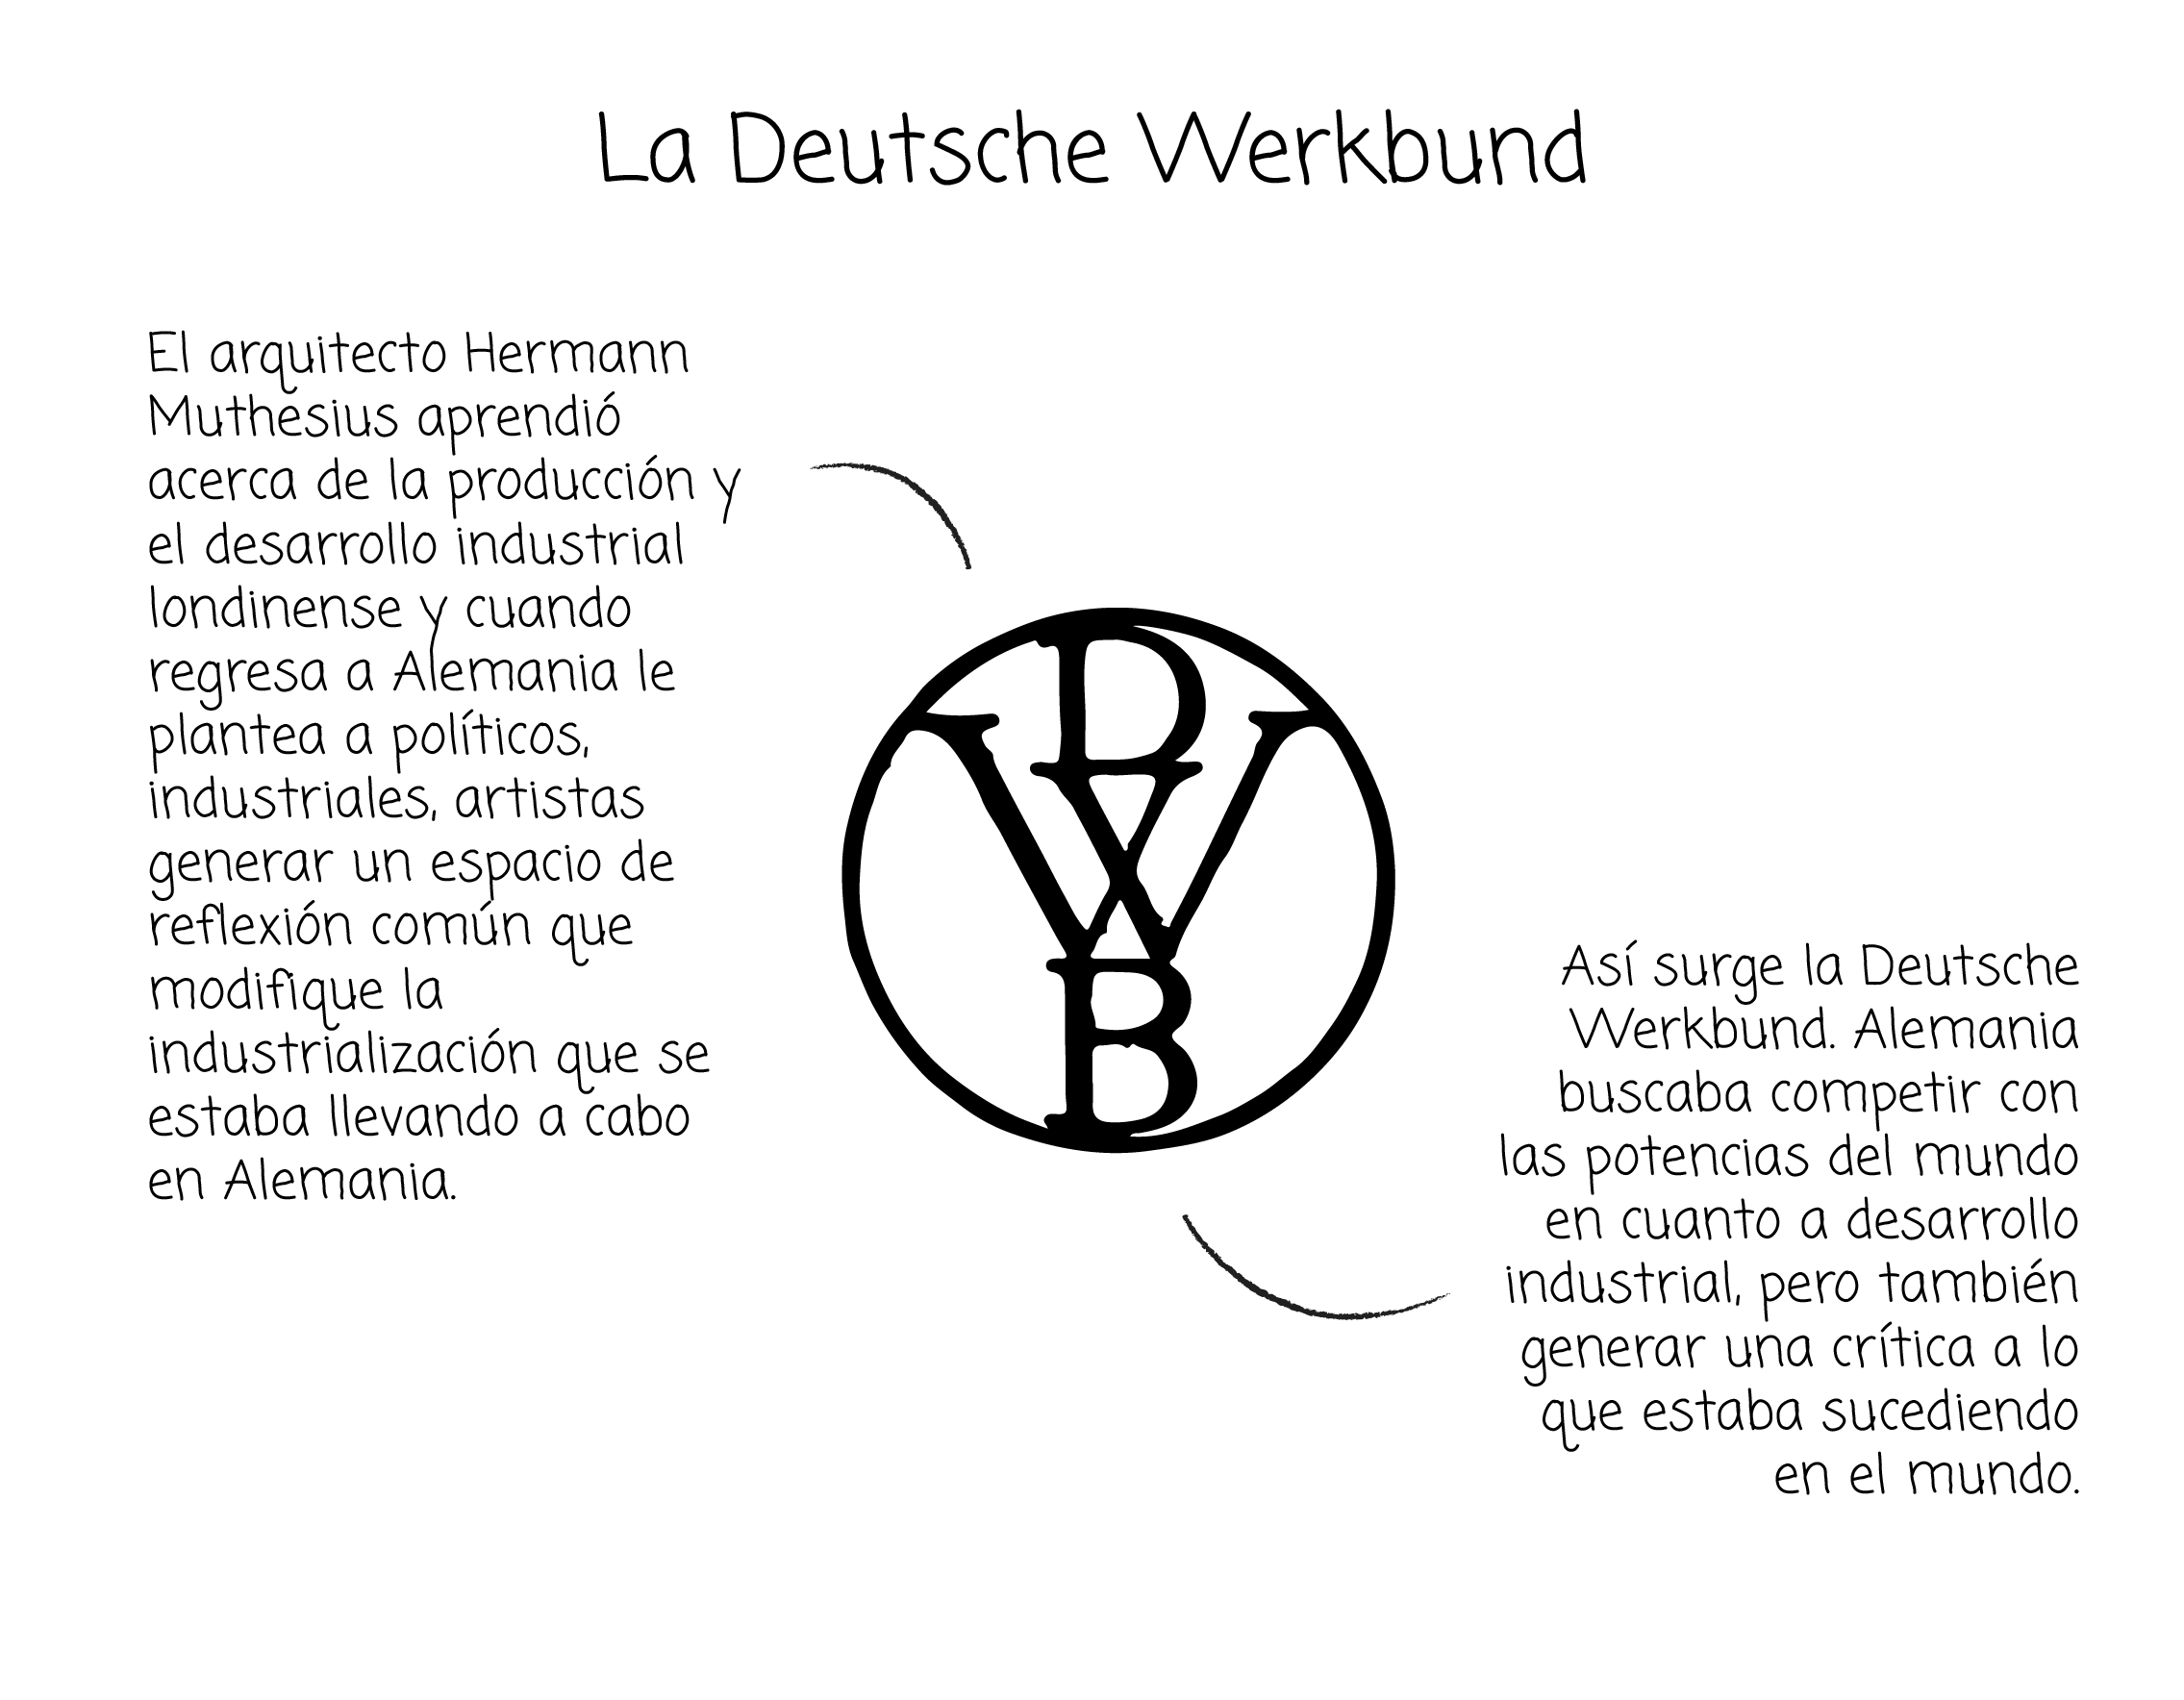 La Deutsche Werkbund
El arquitecto Hermann
Muthesius aprendió
acerca de la producción y
el desarrollo industrial
londinense y cuando
regresa a Alemania le
plantea a políticos,
industriales, artistas
generar un espacio de
reflexión común que
modifique la
industrialización que se
estaba llevando a cabo
en Alemania.
D
W
B
Así surge la Deutsche
Werkbund. Alemania
buscaba competir con
las potencias del mundo
en cuanto a desarrollo
industrial, pero también
generar una crítica a lo
que estaba sucediendo
en el mundo.